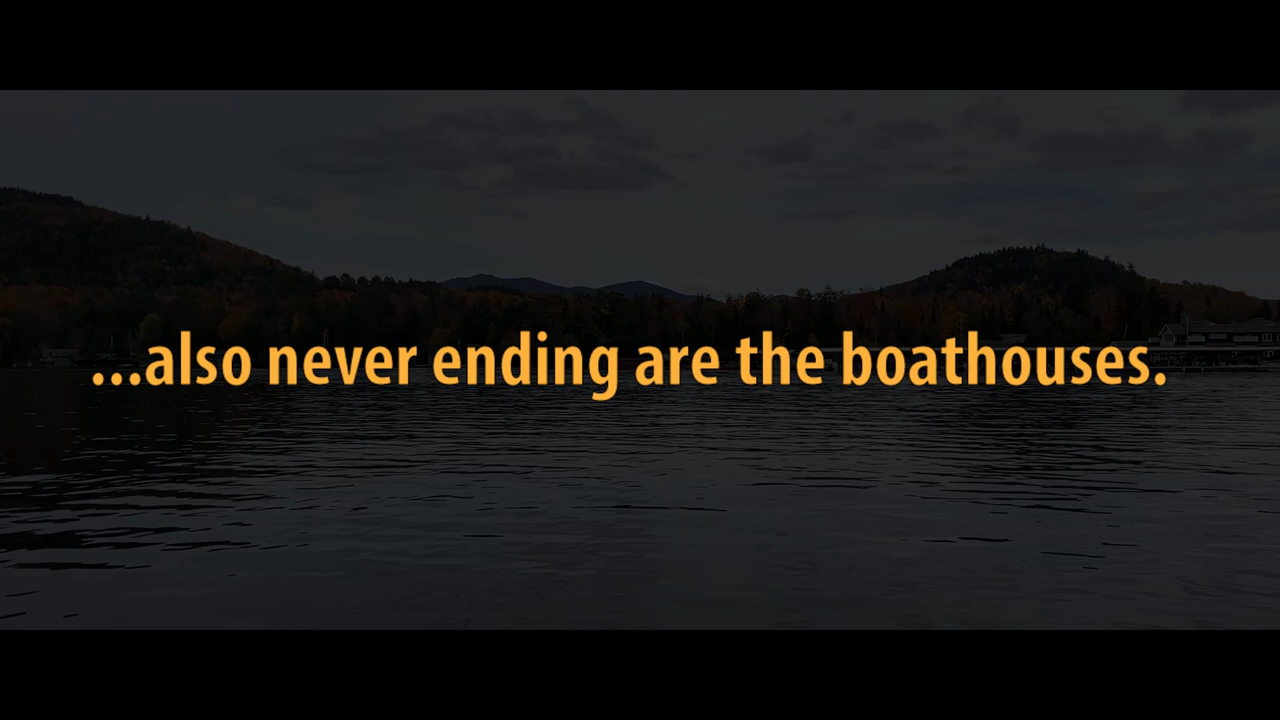 ...also never ending are the boathouses.